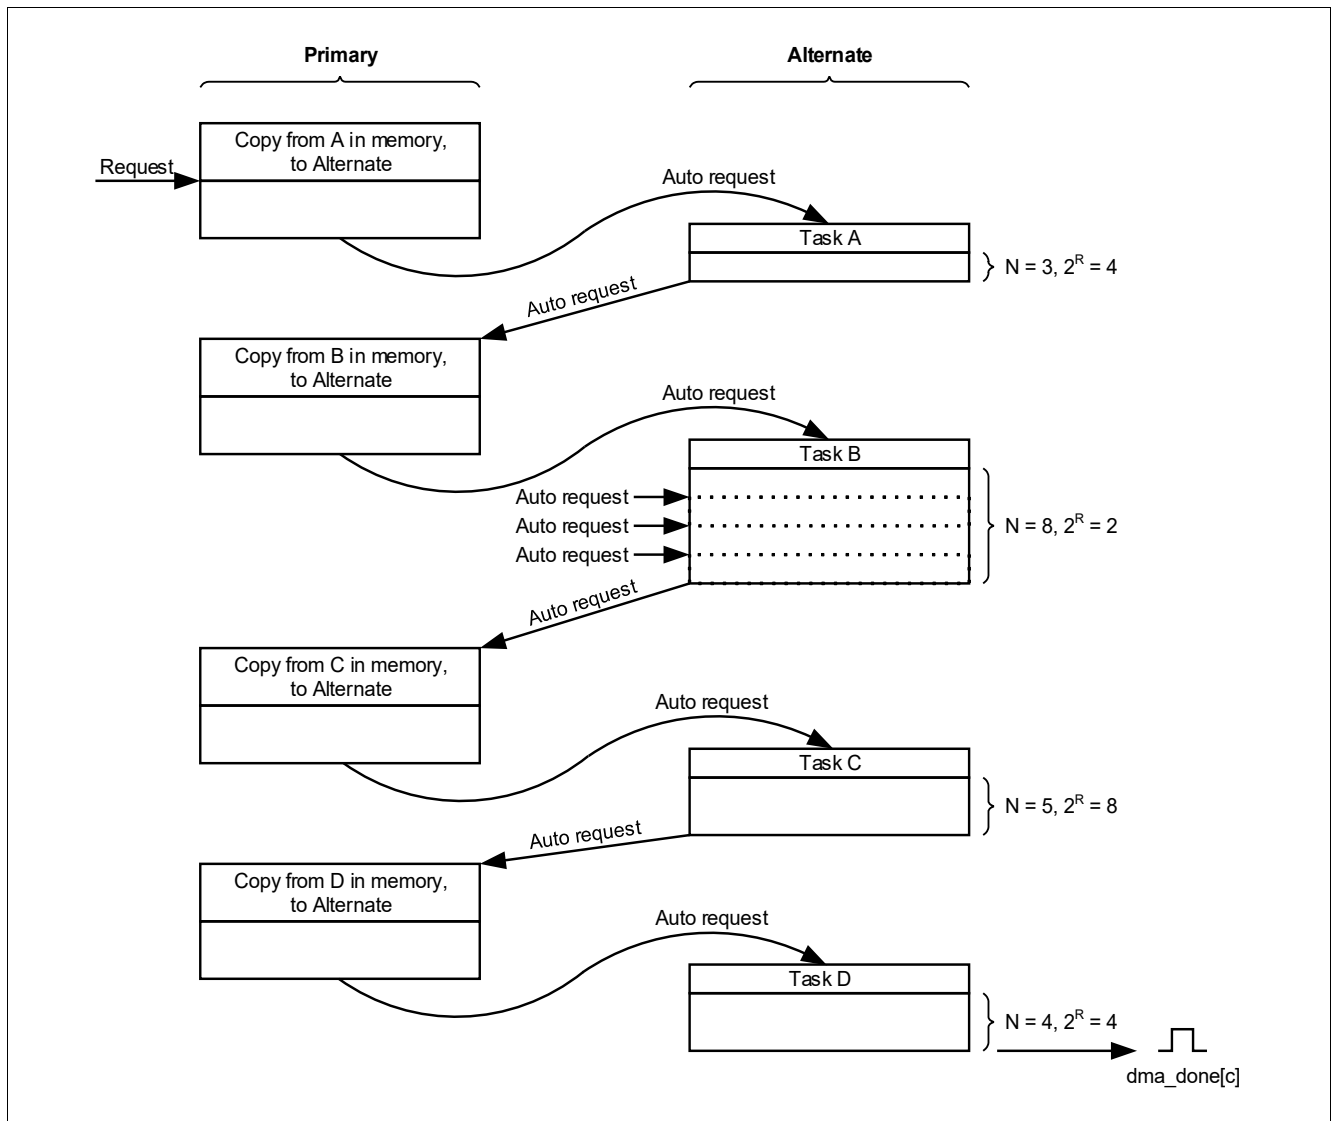 Primary
Alternate
Copy from A in memory,
to Alternate
Request
Auto request
Task A
N = 3, 2^R = 4
Auto request
Copy from B in memory,
to Alternate
Auto request
Task B
Auto request
Auto request
Auto request
N = 8, 2^R = 2
Auto request
Copy from C in memory,
to Alternate
Auto request
Task C
N = 5, 2^R = 8
Auto request
Copy from D in memory,
to Alternate
Auto request
Task D
N = 4, 2^R = 4
dma_done[c]